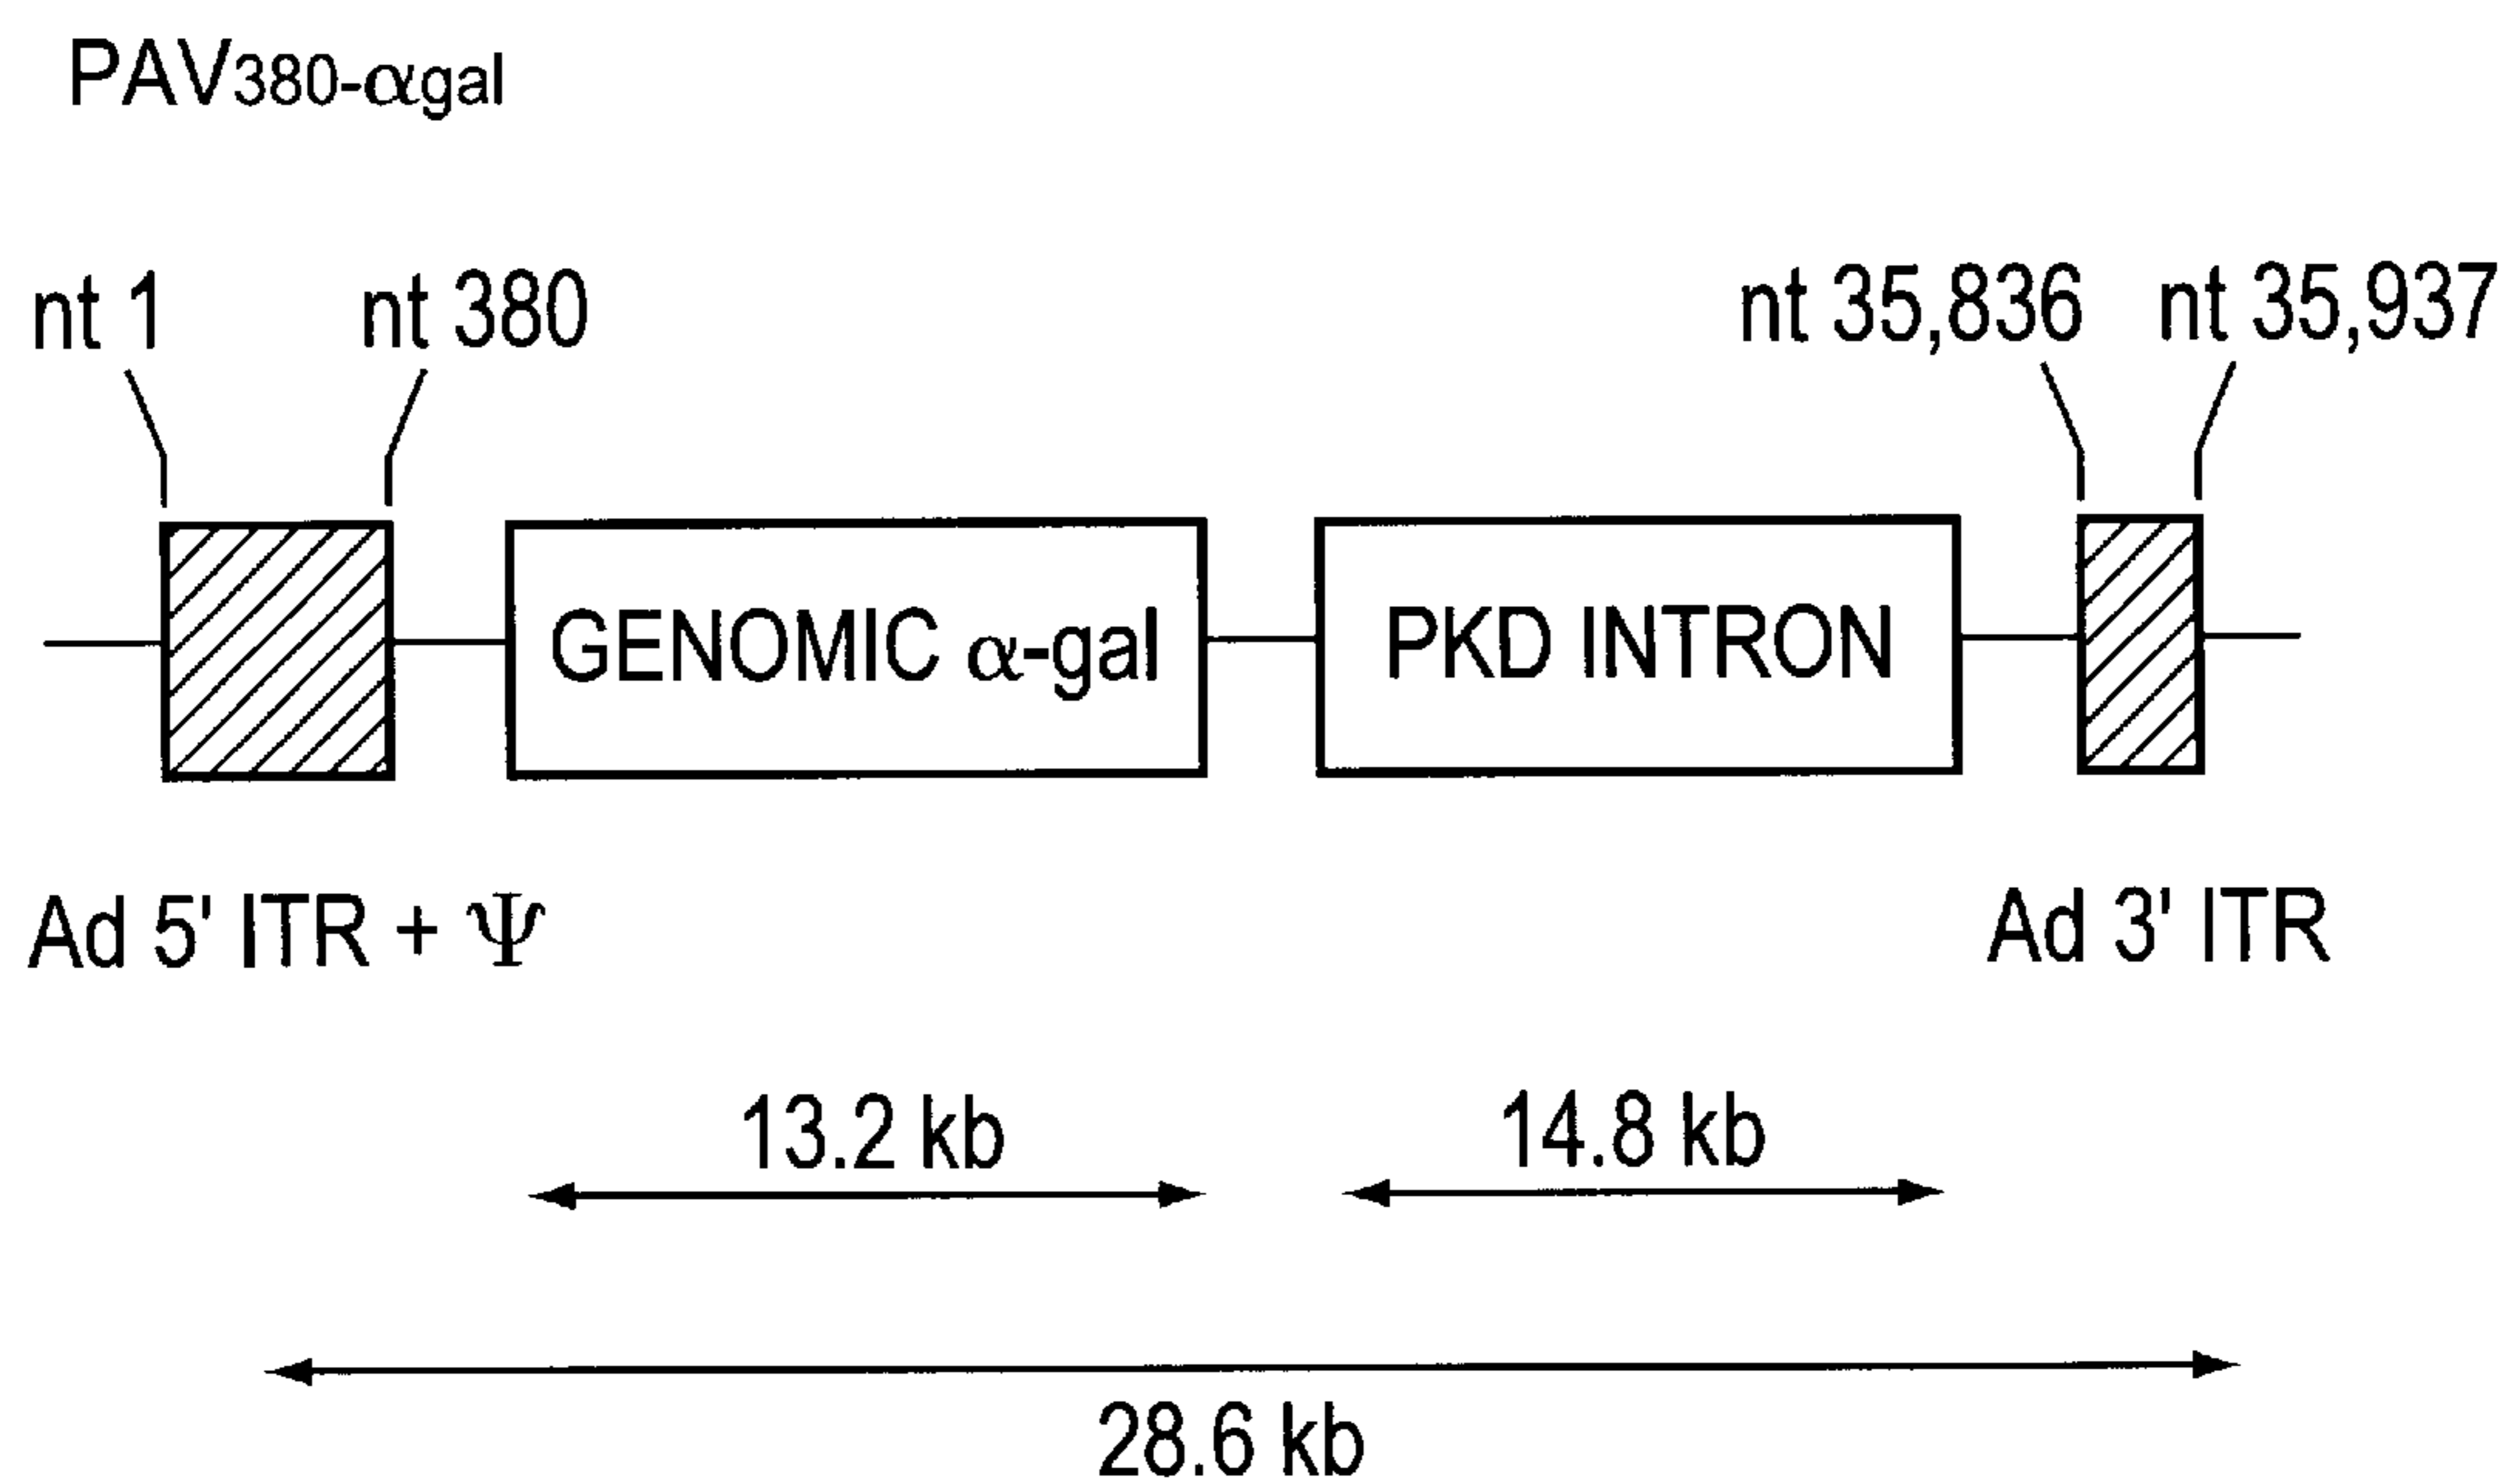 PAV380-αgal
nt 1 nt 380 nt 35,836 nt 35,937
GENOMIC α-gal PKD INTRON
Ad 5' ITR + Ψ Ad 3' ITR
13.2 kb 14.8 kb
28.6 kb